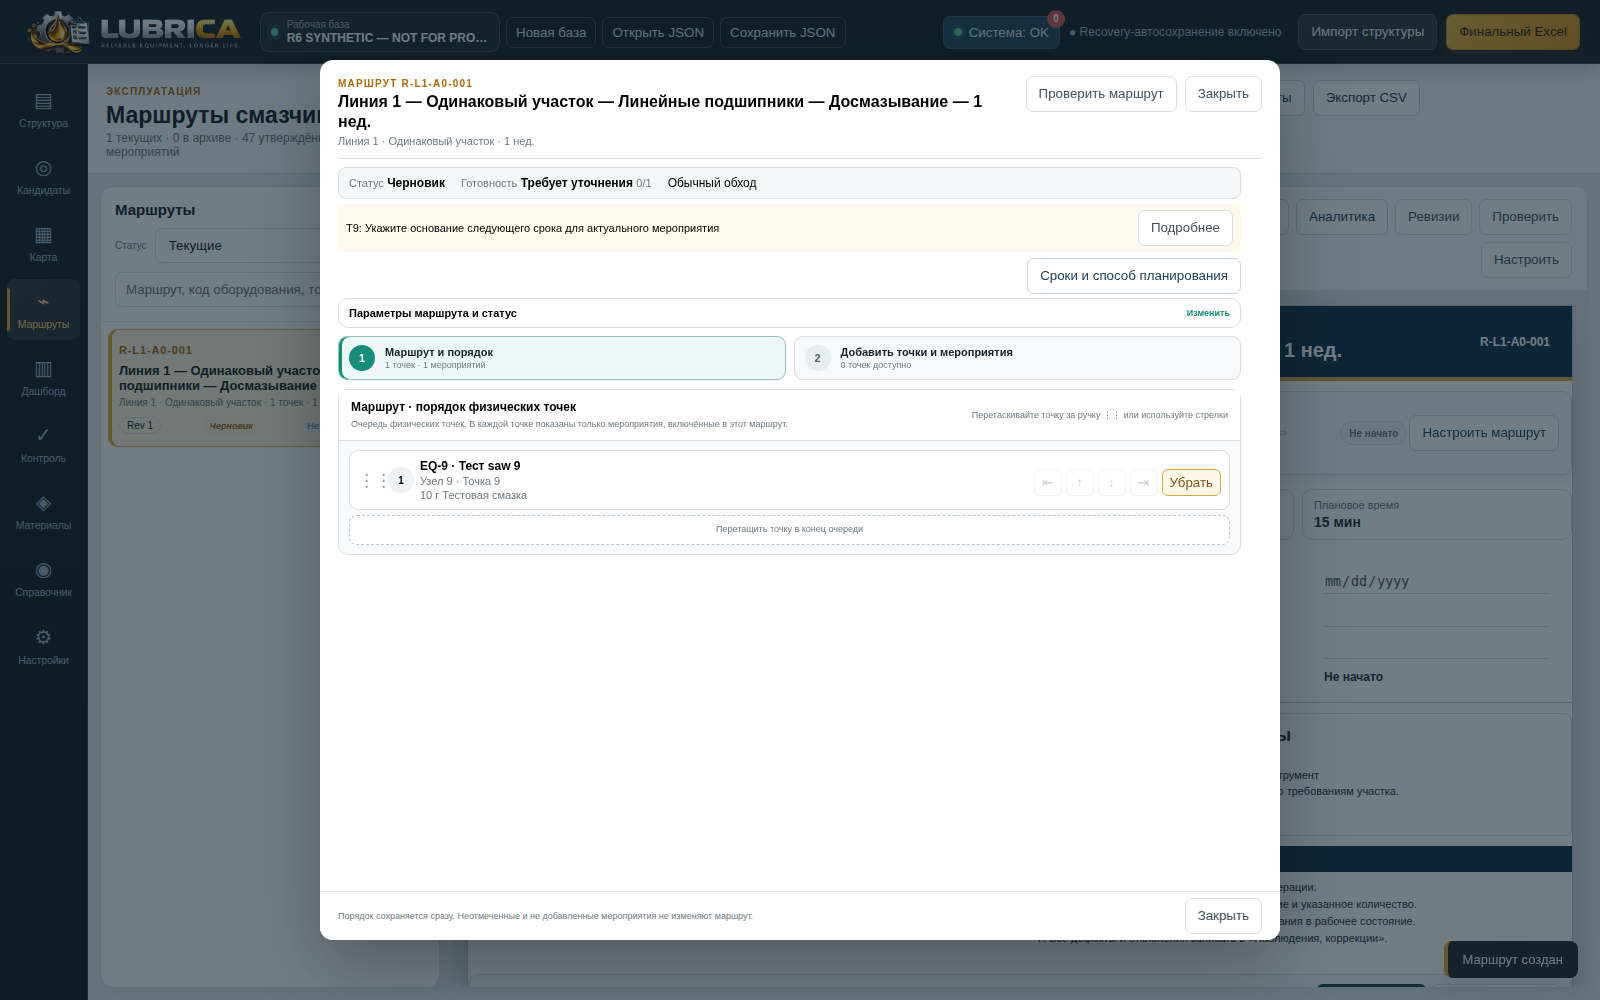 LUBRICA
RELIABLE EQUIPMENT. LONGER LIFE.
Рабочая база
R6 SYNTHETIC — NOT FOR PRO…
Новая база
Открыть JSON
Сохранить JSON
Система: OK
0
Recovery-автосохранение включено
Импорт структуры
Финальный Excel
Структура
Кандидаты
Карта
Маршруты
Дашборд
Контроль
Материалы
Справочник
Настройки
ЭКСПЛУАТАЦИЯ
Маршруты смазчи
1 текущих · 0 в архиве · 47 утверждён
мероприятий
Экспорт CSV
Маршруты
Статус
Текущие
Маршрут, код оборудования, то
R-L1-A0-001
Линия 1 — Одинаковый участо
подшипники — Досмазывание
Линия 1 · Одинаковый участок · 1 точек · 1
Rev 1
Черновик
Не
МАРШРУТ R-L1-A0-001
Линия 1 — Одинаковый участок — Линейные подшипники — Досмазывание — 1
нед.
Линия 1 · Одинаковый участок · 1 нед.
Проверить маршрут
Закрыть
Статус Черновик
Готовность Требует уточнения 0/1
Обычный обход
T9: Укажите основание следующего срока для актуального мероприятия
Подробнее
Сроки и способ планирования
Параметры маршрута и статус
Изменить
1
Маршрут и порядок
1 точек · 1 мероприятий
2
Добавить точки и мероприятия
0 точек доступно
Маршрут · порядок физических точек
Очередь физических точек. В каждой точке показаны только мероприятия, включённые в этот маршрут.
Перетаскивайте точку за ручку ⋮⋮ или используйте стрелки
1
EQ-9 · Тест saw 9
Узел 9 · Точка 9
10 г Тестовая смазка
⇤ ↑ ↓ ⇥
Убрать
Перетащить точку в конец очереди
Порядок сохраняется сразу. Неотмеченные и не добавленные мероприятия не изменяют маршрут.
Закрыть
Аналитика
Ревизии
Проверить
Настроить
1 нед.
R-L1-A0-001
Не начато
Настроить маршрут
Плановое время
15 мин
mm/dd/yyyy
Не начато
ы
трумент
о требованиям участка.
ерации.
ие и указанное количество.
ания в рабочее состояние.
людения, коррекции».
Маршрут создан